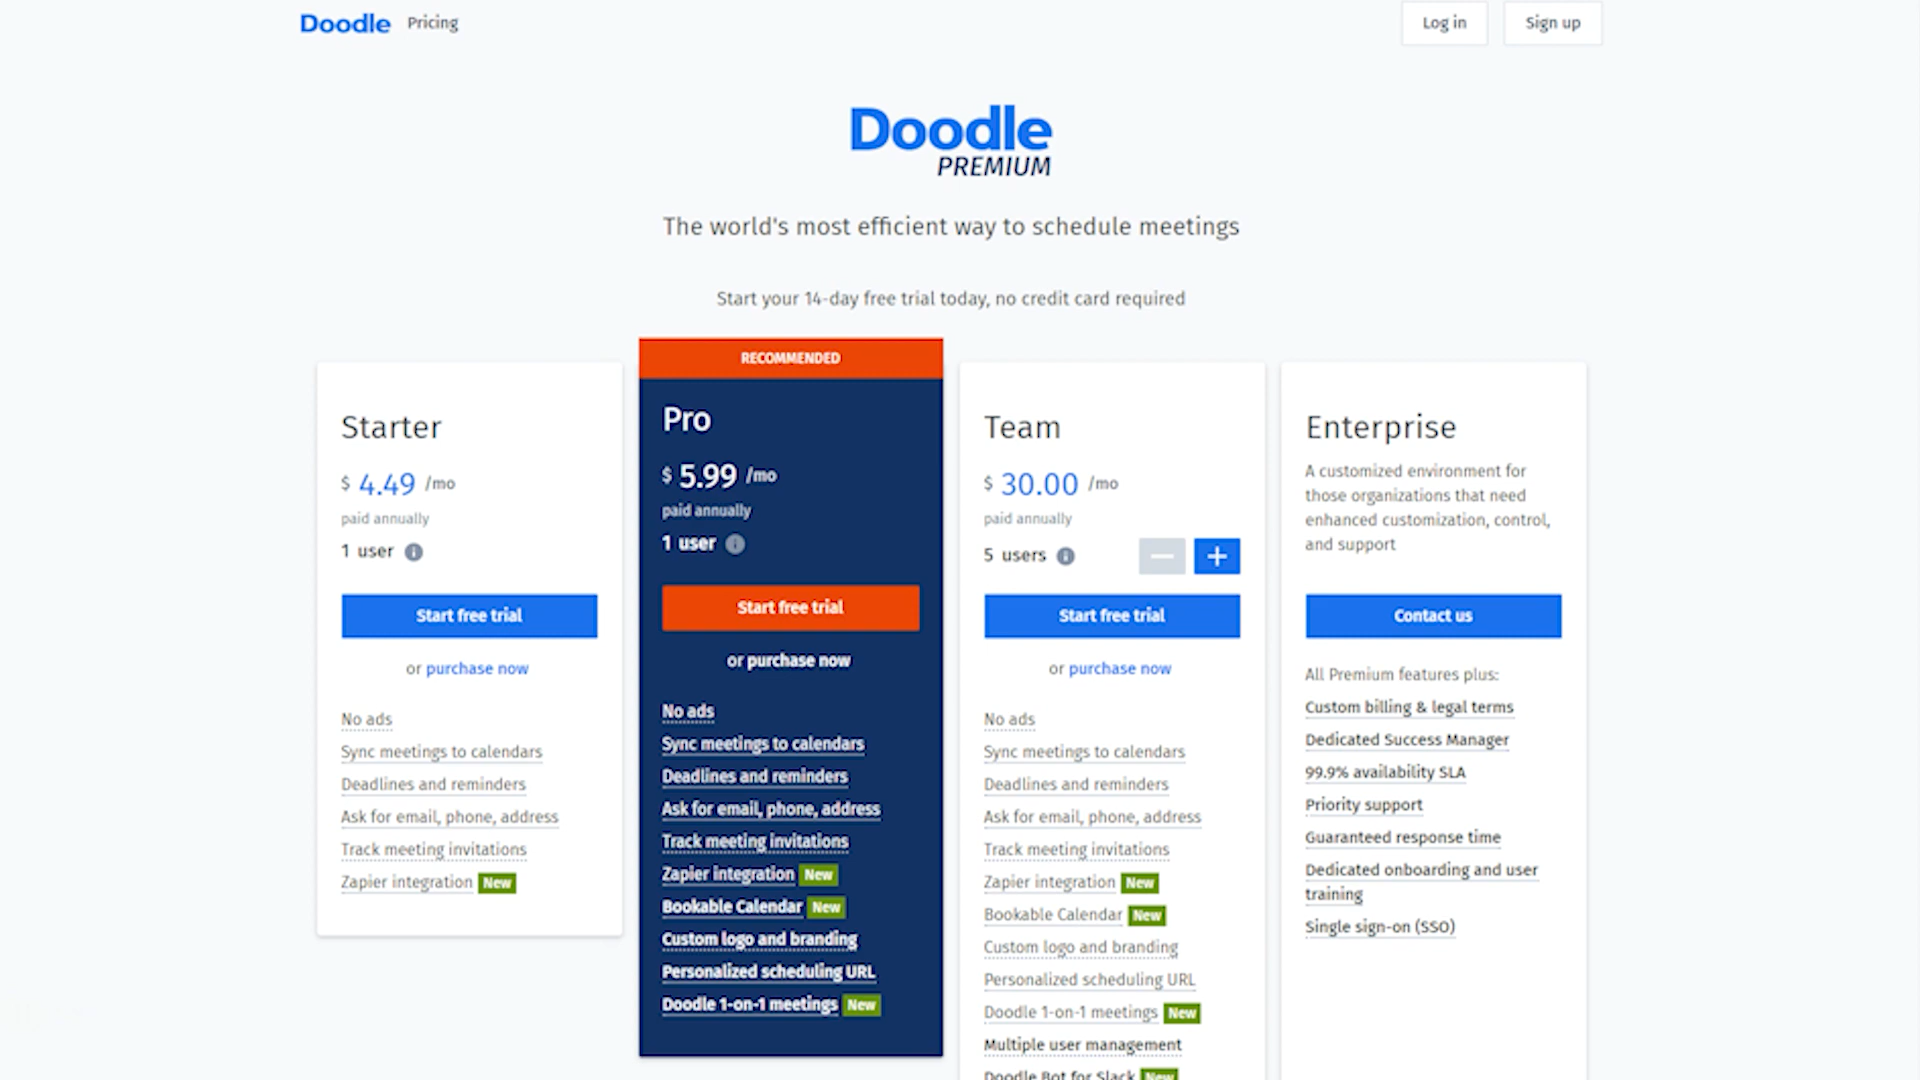 Doodle Pricing Log in Sign up
Doodle
PREMIUM
The world's most efficient way to schedule meetings
Start your 14-day free trial today, no credit card required
Starter
$ 4.49 /mo
paid annually
1 user
Start free trial
or purchase now
No ads
Sync meetings to calendars
Deadlines and reminders
Ask for email, phone, address
Track meeting invitations
Zapier integration New
RECOMMENDED
Pro
$ 5.99 /mo
paid annually
1 user
Start free trial
or purchase now
No ads
Sync meetings to calendars
Deadlines and reminders
Ask for email, phone, address
Track meeting invitations
Zapier integration New
Bookable Calendar New
Custom logo and branding
Personalized scheduling URL
Doodle 1-on-1 meetings New
Team
$ 30.00 /mo
paid annually
5 users
Start free trial
or purchase now
No ads
Sync meetings to calendars
Deadlines and reminders
Ask for email, phone, address
Track meeting invitations
Zapier integration New
Bookable Calendar New
Custom logo and branding
Personalized scheduling URL
Doodle 1-on-1 meetings New
Multiple user management
Doodle Bot for Slack New
Enterprise
A customized environment for
those organizations that need
enhanced customization, control,
and support
Contact us
All Premium features plus:
Custom billing & legal terms
Dedicated Success Manager
99.9% availability SLA
Priority support
Guaranteed response time
Dedicated onboarding and user
training
Single sign-on (SSO)